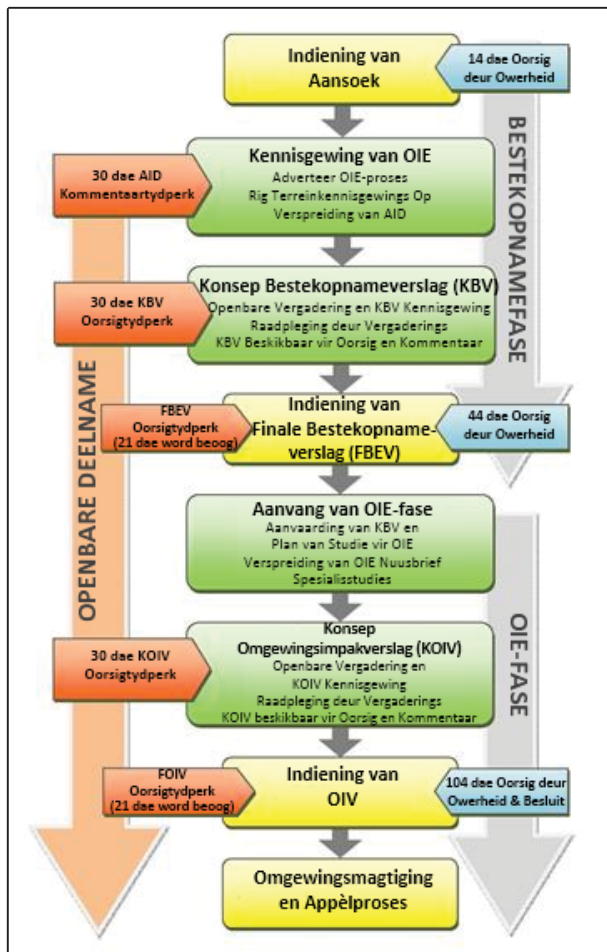 Indiening van
Aansoek
14 dae Oorsig
deur Owerheid
BESTEKOPNAMEFASE
30 dae AID
Kommentaartydperk
Kennisgewing van OIE
Adverteer OIE-proses
Rig Terreinkennisgewings Op
Verspreiding van AID
OPENBARE DEELNAME
30 dae KBV
Oorsigtydperk
Konsep Bestekopnameverslag (KBV)
Openbare Vergadering en KBV Kennisgewing
Raadpleging deur Vergaderings
KBV Beskikbaar vir Oorsig en Kommentaar
FBEV
Oorsigtydperk
(21 dae word beoog)
Indiening van
Finale Bestekopname-
verslag (FBEV)
44 dae Oorsig
deur Owerheid
Aanvang van OIE-fase
Aanvaarding van KBV en
Plan van Studie vir OIE
Verspreiding van OIE Nuusbrief
Spesialisstudies
OIE-FASE
30 dae KOIV
Oorsigtydperk
Konsep
Omgewingsimpakverslag (KOIV)
Openbare Vergadering en
KOIV Kennisgewing
Raadpleging deur Vergaderings
KOIV beskikbaar vir Oorsig en Kommentaar
FOIV
Oorsigtydperk
(21 dae word beoog)
Indiening van
OIV
104 dae Oorsig deur
Owerheid & Besluit
Omgewingsmagtiging
en Appèlproses